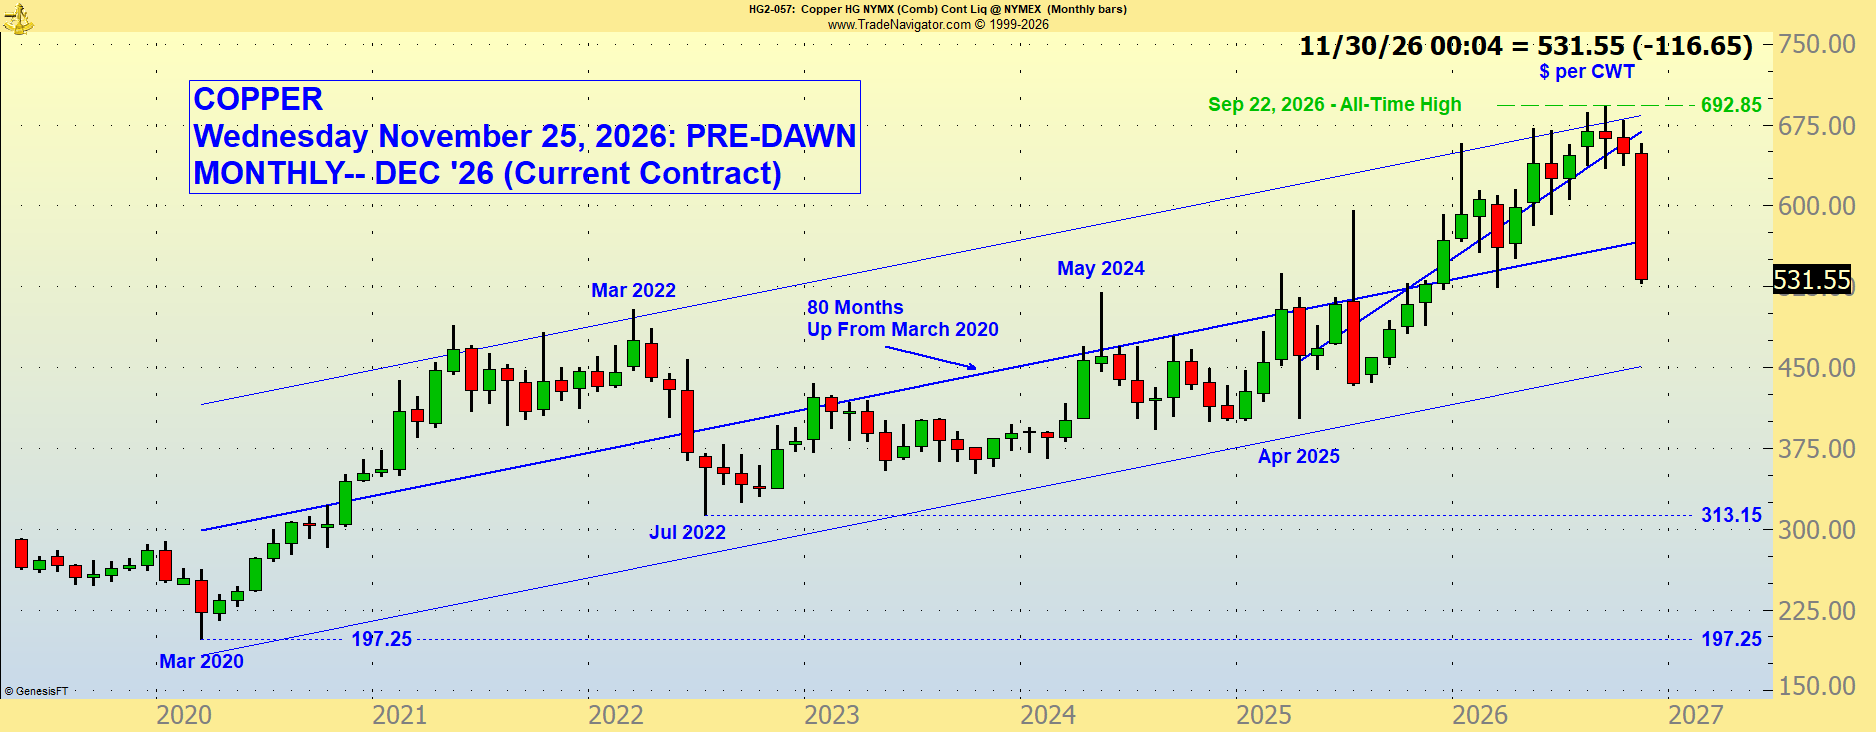 HG2-057: Copper HG NYMX (Comb) Cont Liq @ NYMEX (Monthly bars)
www.TradeNavigator.com © 1999-2026
11/30/26 00:04 = 531.55 (-116.65)
$ per CWT
COPPER
Wednesday November 25, 2026: PRE-DAWN
MONTHLY-- DEC '26 (Current Contract)
Sep 22, 2026 - All-Time High
692.85
Mar 2022
May 2024
80 Months
Up From March 2020
Apr 2025
Jul 2022
313.15
197.25
197.25
Mar 2020
750.00
675.00
600.00
531.55
450.00
375.00
300.00
225.00
150.00
© GenesisFT
2020
2021
2022
2023
2024
2025
2026
2027